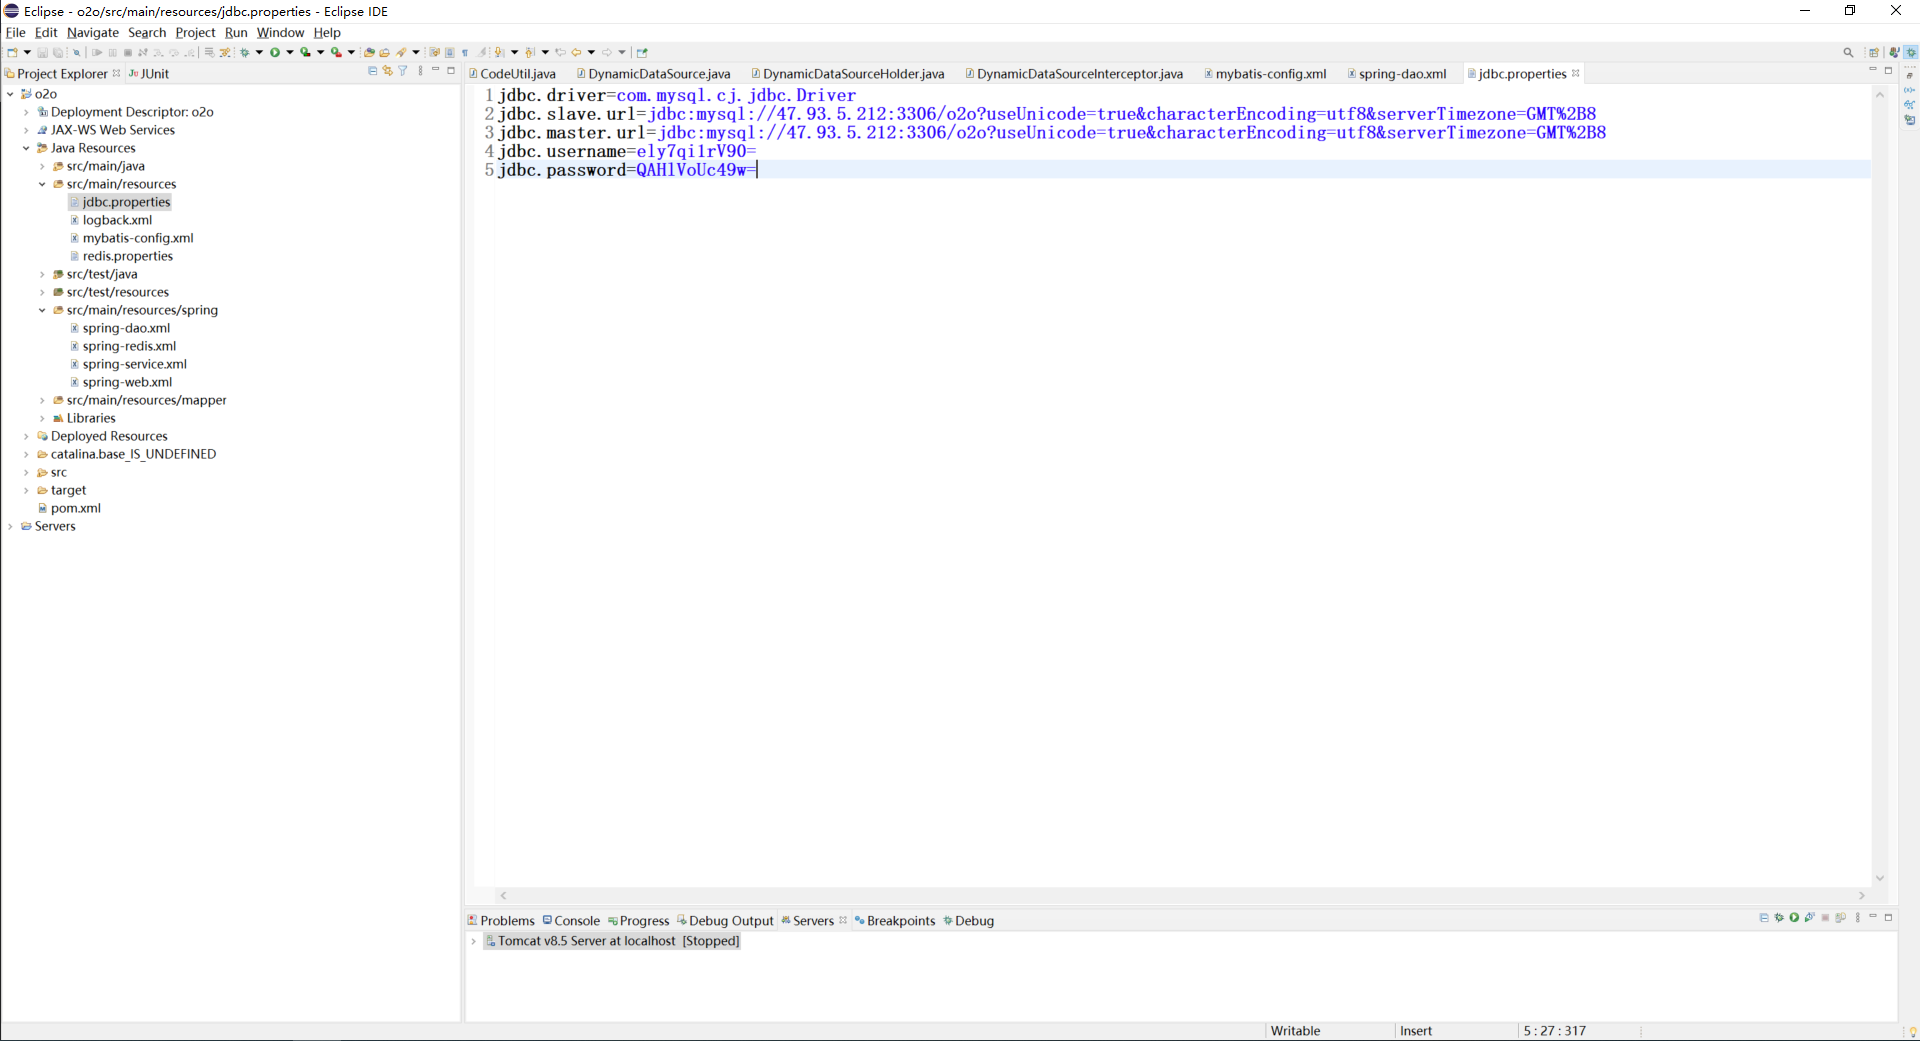 Eclipse - o2o/src/main/resources/jdbc.properties - Eclipse IDE
File Edit Navigate Search Project Run Window Help
Project Explorer JUnit
o2o
Deployment Descriptor: o2o
JAX-WS Web Services
Java Resources
src/main/java
src/main/resources
jdbc.properties
logback.xml
mybatis-config.xml
redis.properties
src/test/java
src/test/resources
src/main/resources/spring
spring-dao.xml
spring-redis.xml
spring-service.xml
spring-web.xml
src/main/resources/mapper
Libraries
Deployed Resources
catalina.base_IS_UNDEFINED
src
target
pom.xml
Servers
CodeUtil.java DynamicDataSource.java DynamicDataSourceHolder.java DynamicDataSourceInterceptor.java mybatis-config.xml spring-dao.xml jdbc.properties
1 jdbc.driver=com.mysql.cj.jdbc.Driver
2 jdbc.slave.url=jdbc:mysql://47.93.5.212:3306/o2o?useUnicode=true&characterEncoding=utf8&serverTimezone=GMT%2B8
3 jdbc.master.url=jdbc:mysql://47.93.5.212:3306/o2o?useUnicode=true&characterEncoding=utf8&serverTimezone=GMT%2B8
4 jdbc.username=ely7qi1rV90=
5 jdbc.password=QAHlVoUc49w=
Problems Console Progress Debug Output Servers Breakpoints Debug
Tomcat v8.5 Server at localhost [Stopped]
Writable Insert 5 : 27 : 317